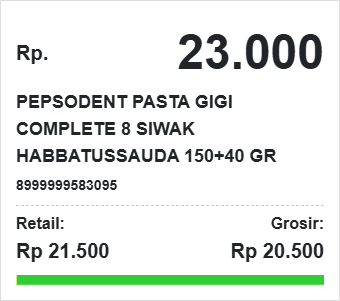 Rp. 23.000
PEPSODENT PASTA GIGI
COMPLETE 8 SIWAK
HABBATUSSAUDA 150+40 GR
8999999583095
Retail: Grosir:
Rp 21.500 Rp 20.500